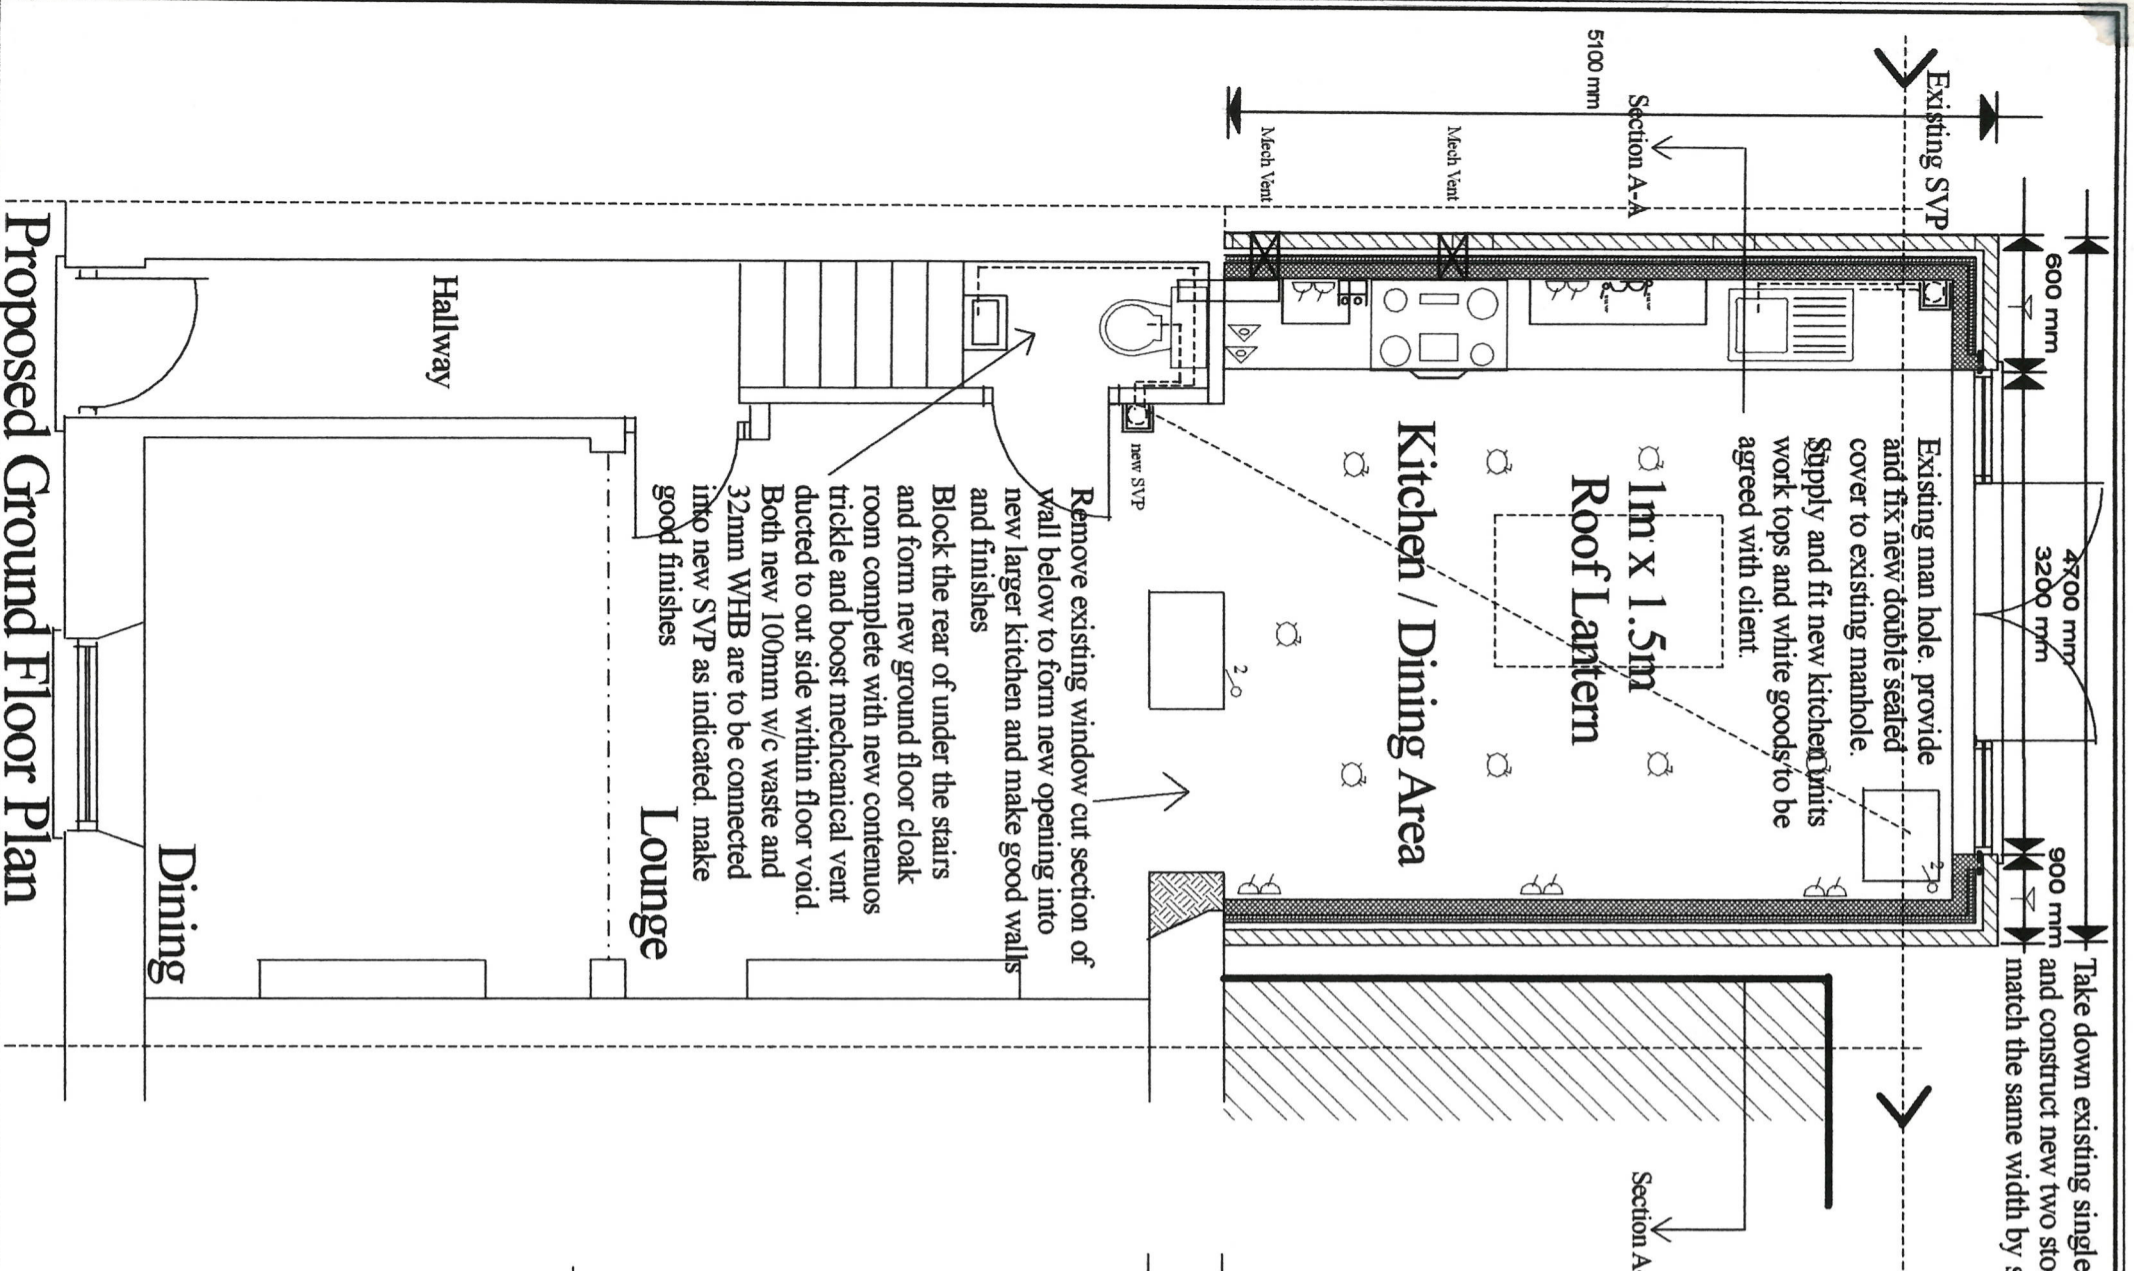 Existing SVP
600 mm
4700 mm
3200 mm
900 mm
Take down existing single
and construct new two sto
match the same width by
5100 mm
Section A-A
Mech Vent
Mech Vent
Existing man hole. provide
and fix new double sealed
cover to existing manhole.
Supply and fit new kitchen units
work tops and white goods to be
agreed with client.
1m x 1.5m
Roof Lantern
Kitchen / Dining Area
2
2
new SVP
Remove existing window cut section of
wall below to form new opening into
new larger kitchen and make good walls
and finishes
Block the rear of under the stairs
and form new ground floor cloak
room complete with new contenuos
trickle and boost mechcanical vent
ducted to out side within floor void.
Both new 100mm w/c waste and
32mm WHB are to be connected
into new SVP as indicated. make
good finishes
Section A
Hallway
Lounge
Dining
Proposed Ground Floor Plan